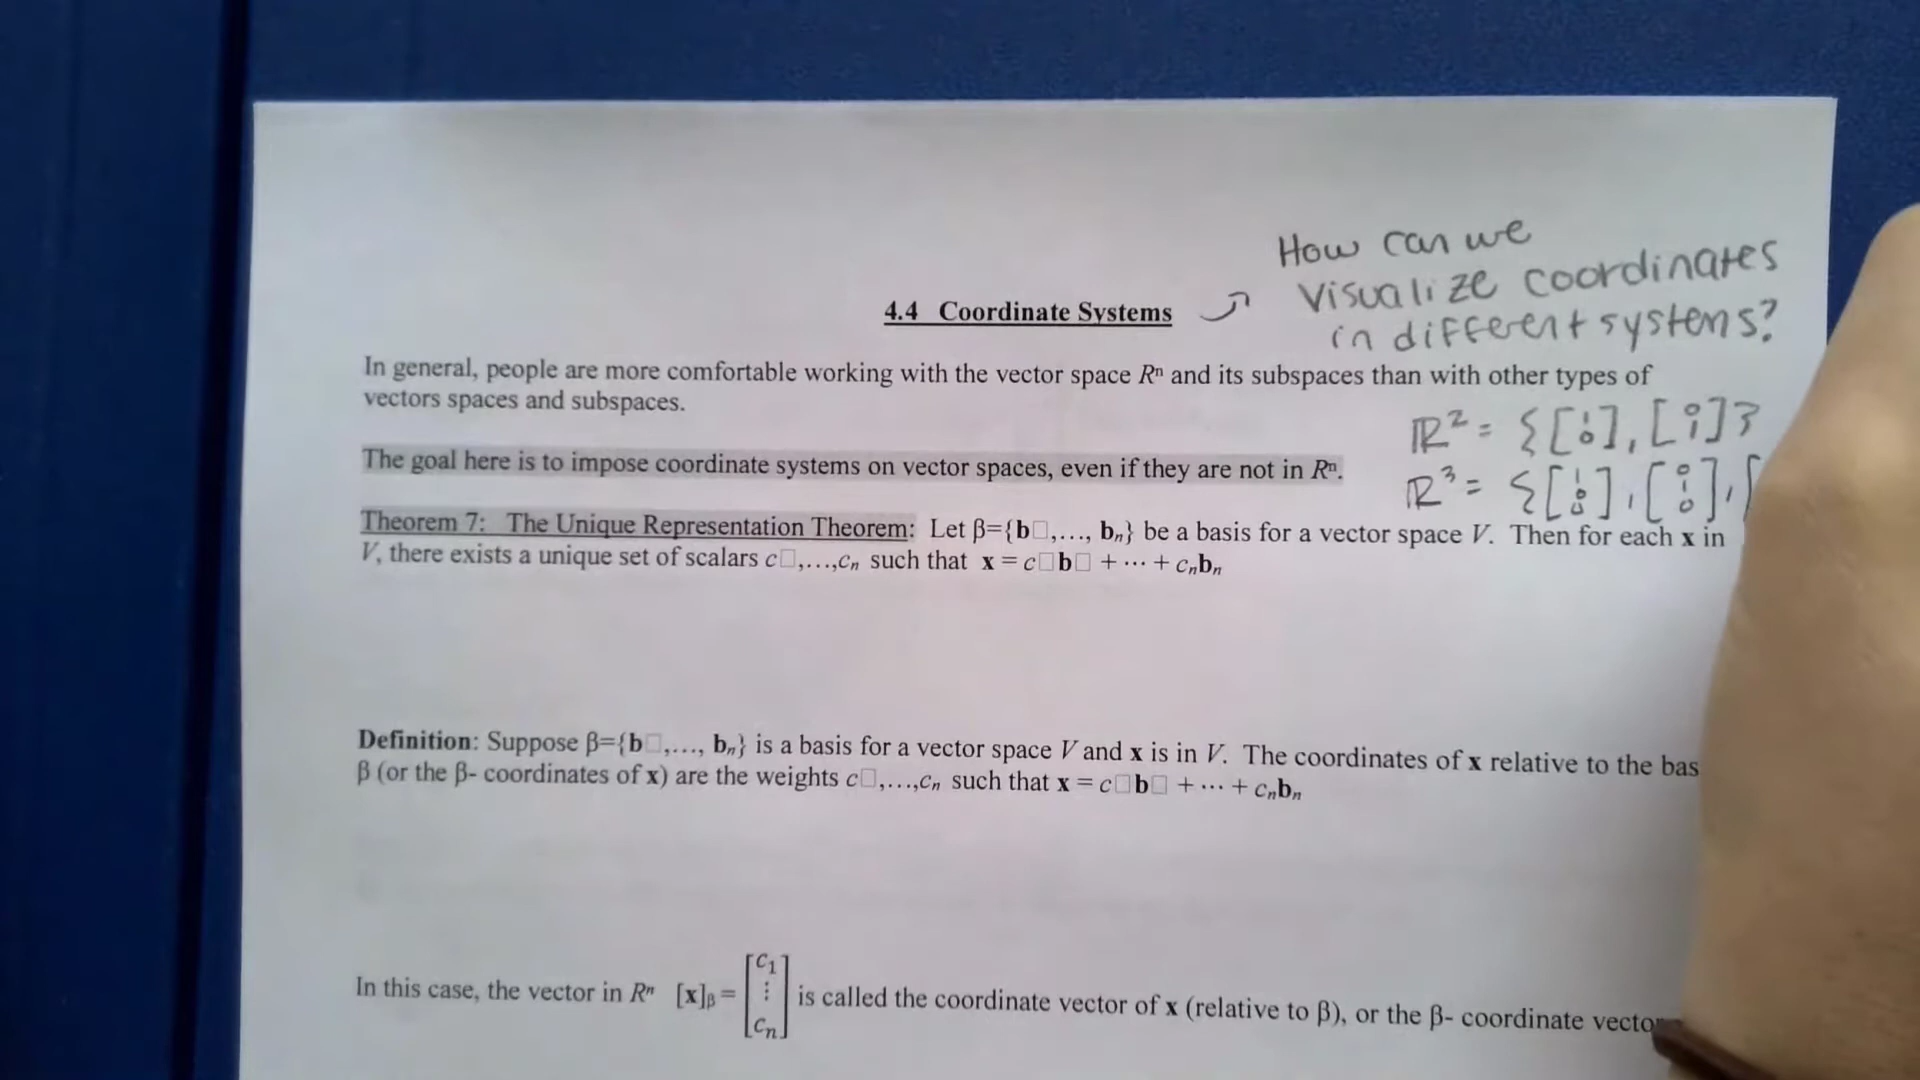 How can we
visualize coordinates
in different systems?
4.4 Coordinate Systems
In general, people are more comfortable working with the vector space Rⁿ and its subspaces than with other types of
vectors spaces and subspaces.
ℝ² = {[1 0], [0 1]}
The goal here is to impose coordinate systems on vector spaces, even if they are not in Rⁿ.
ℝ³ = {[1 0 0], [0 1 0], [
Theorem 7: The Unique Representation Theorem: Let β={b□,…, bₙ} be a basis for a vector space V. Then for each x in
V, there exists a unique set of scalars c□,…,cₙ such that x = c□b□ + ⋯ + cₙbₙ
Definition: Suppose β={b□,…, bₙ} is a basis for a vector space V and x is in V. The coordinates of x relative to the bas
β (or the β- coordinates of x) are the weights c□,…,cₙ such that x = c□b□ + ⋯ + cₙbₙ
In this case, the vector in Rⁿ [x]β = [c₁ ⋮ cₙ] is called the coordinate vector of x (relative to β), or the β- coordinate vector